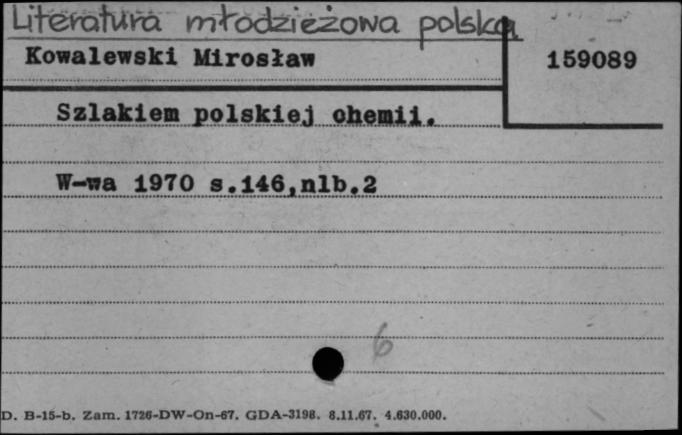 Literatura młodzieżowa polska
Kowalewski Mirosław
159089
Szlakiem polskiej chemii.
W-wa 1970 s.146,nlb.2
6
D. B-15-b. Zam. 1726-DW-On-67. GDA-3198. 8.11.67. 4.630.000.